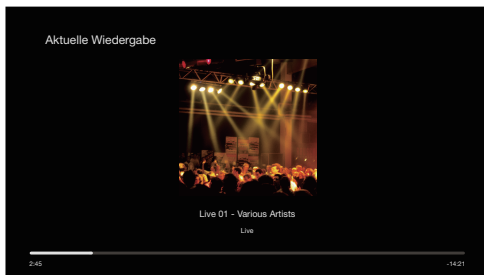 Aktuelle Wiedergabe
Live 01 - Various Artists
Live
2:45
-14:21